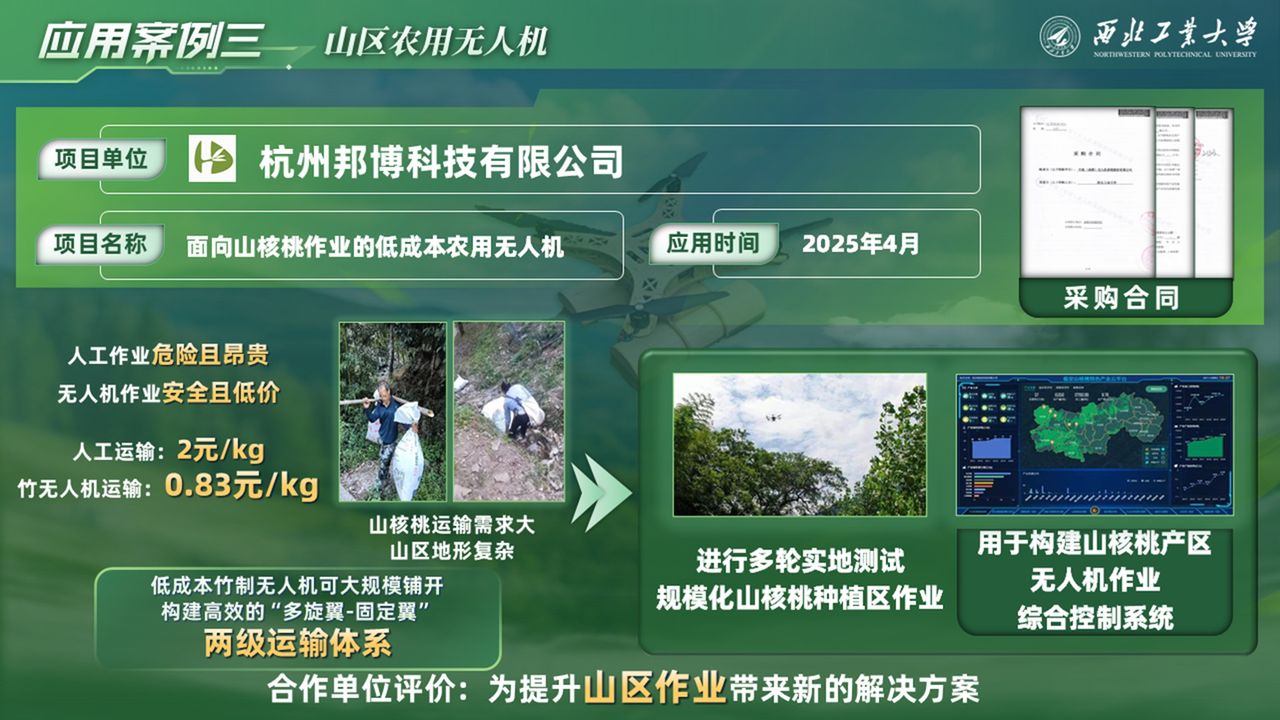 应用案例三
山区农用无人机
西北工业大学
NORTHWESTERN POLYTECHNICAL UNIVERSITY
项目单位
杭州邦博科技有限公司
项目名称
面向山核桃作业的低成本农用无人机
应用时间
2025年4月
采购合同
采购合同
人工作业危险且昂贵
无人机作业安全且低价
人工运输：2元/kg
竹无人机运输：0.83元/kg
山核桃运输需求大
山区地形复杂
低成本竹制无人机可大规模铺开
构建高效的“多旋翼-固定翼”
两级运输体系
进行多轮实地测试
规模化山核桃种植区作业
用于构建山核桃产区
无人机作业
综合控制系统
合作单位评价：为提升山区作业带来新的解决方案